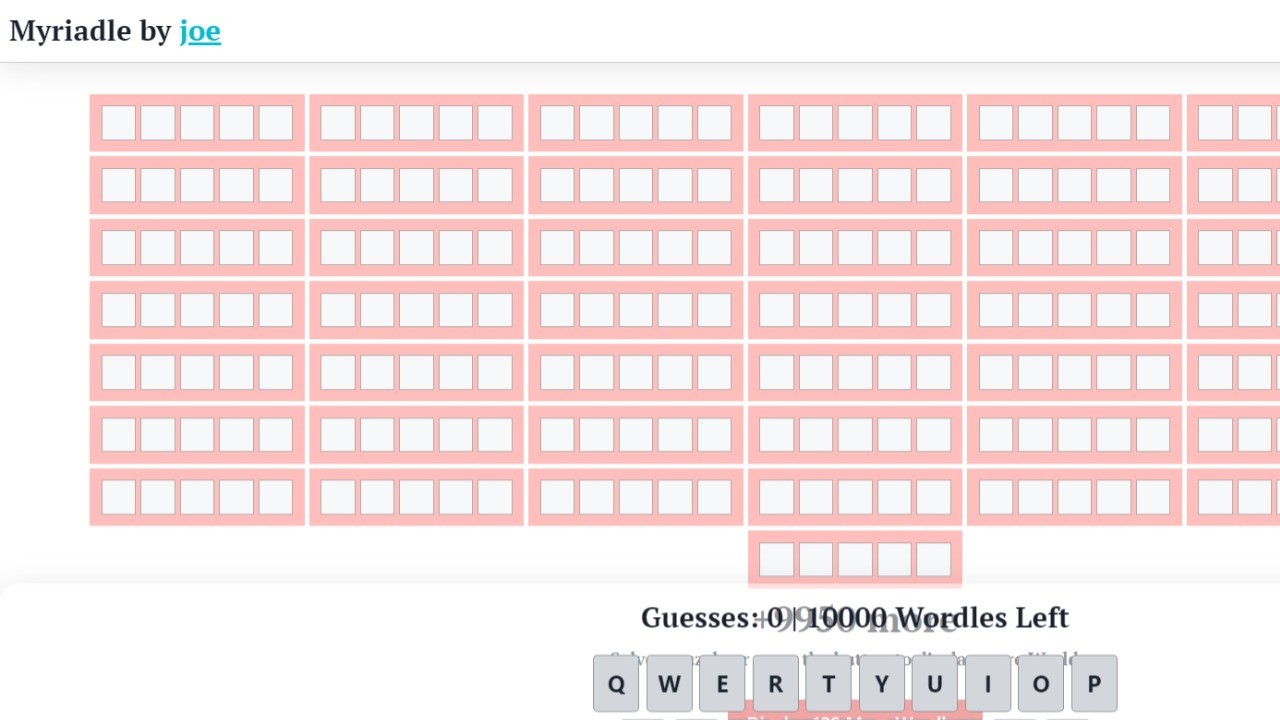 Myriadle by joe
+9950 more
Guesses: 0 | 10000 Wordles Left
Q W E R T Y U I O P